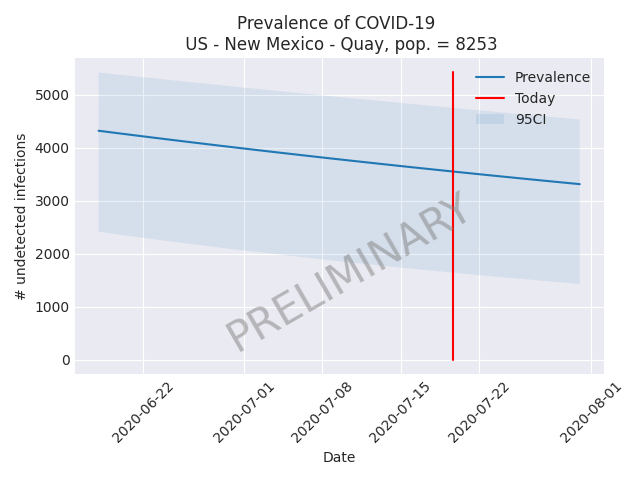 Prevalence of COVID-19
US - New Mexico - Quay, pop. = 8253
Prevalence
Today
95CI
# undetected infections
5000
4000
3000
2000
1000
0
PRELIMINARY
2020-06-22
2020-07-01
2020-07-08
2020-07-15
2020-07-22
2020-08-01
Date